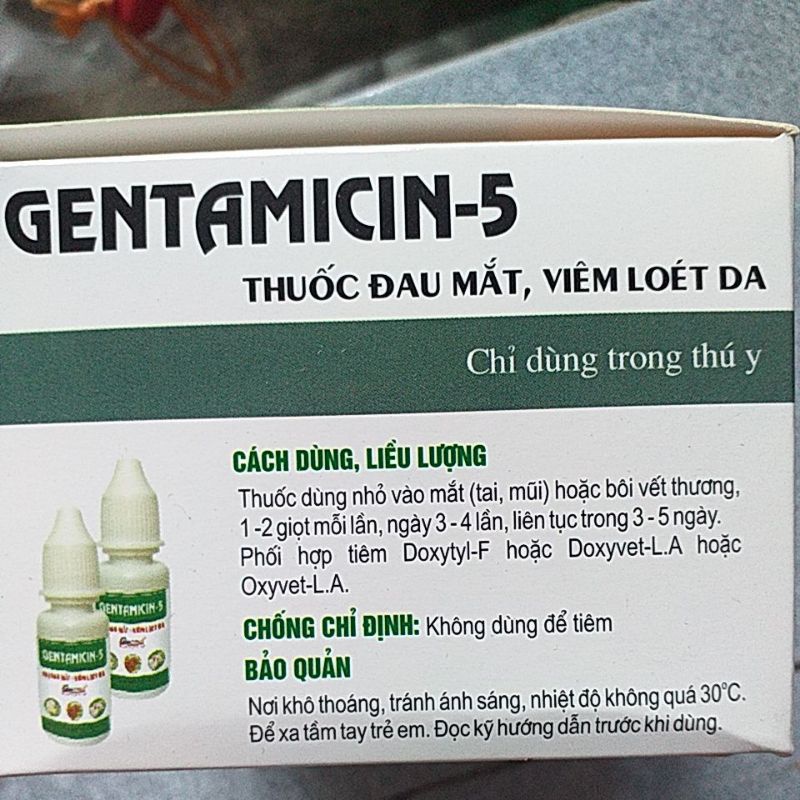 GENTAMICIN-5
THUỐC ĐAU MẮT, VIÊM LOÉT DA
Chỉ dùng trong thú y
CÁCH DÙNG, LIỀU LƯỢNG
Thuốc dùng nhỏ vào mắt (tai, mũi) hoặc bôi vết thương,
1-2 giọt mỗi lần, ngày 3-4 lần, liên tục trong 3-5 ngày.
Phối hợp tiêm Doxytyl-F hoặc Doxyvet-L.A hoặc
Oxyvet-L.A.
CHỐNG CHỈ ĐỊNH: Không dùng để tiêm
BẢO QUẢN
Nơi khô thoáng, tránh ánh sáng, nhiệt độ không quá 30°C.
Để xa tầm tay trẻ em. Đọc kỹ hướng dẫn trước khi dùng.
GENTAMICIN-5
GENTAMICIN-5